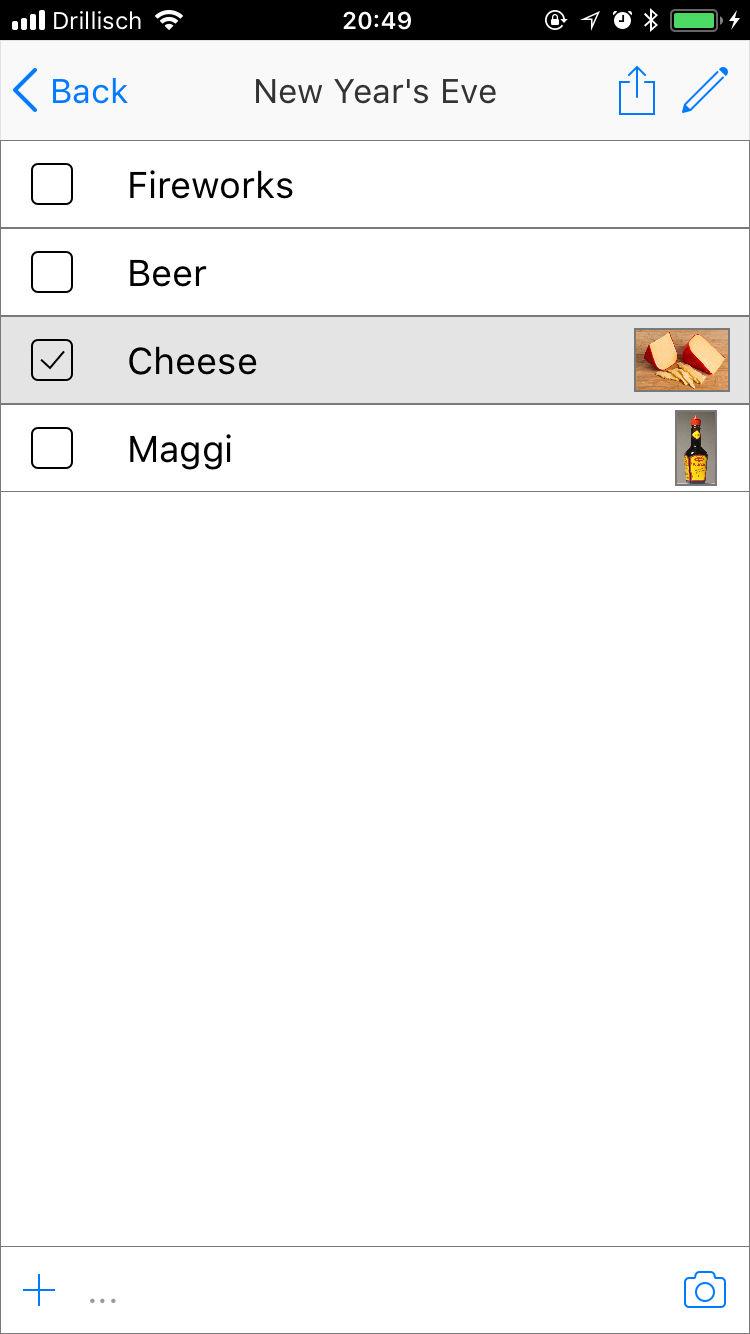 Drillisch 20:49
Back New Year's Eve
Fireworks
Beer
Cheese
Maggi
...